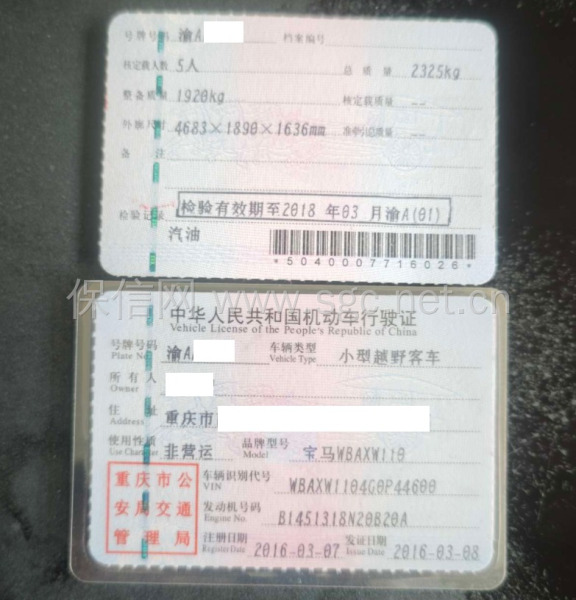 号牌号码 渝A 档案编号
核定载人数 5人 总质量 2325kg
整备质量 1920kg 核定载质量 --
外廓尺寸 4683×1890×1636mm 准牵引总质量 --
备注
检验记录 检验有效期至2018年03月渝A(01)
汽油
*5040007716026*
保信网 www.sgc.net.cn
中华人民共和国机动车行驶证
Vehicle License of the People's Republic of China
号牌号码 渝A 车辆类型 小型越野客车
Plate No. Vehicle Type
所有人
Owner
住址 重庆市
Address
使用性质 非营运 品牌型号 宝马WBAXW110
Use Character Model
重庆市公安局交通管理局
车辆识别代号 WBAXW1104G0P44600
VIN
发动机号码 B1451318N20B20A
Engine No.
注册日期 2016-03-07 发证日期 2016-03-08
Register Date Issue Date